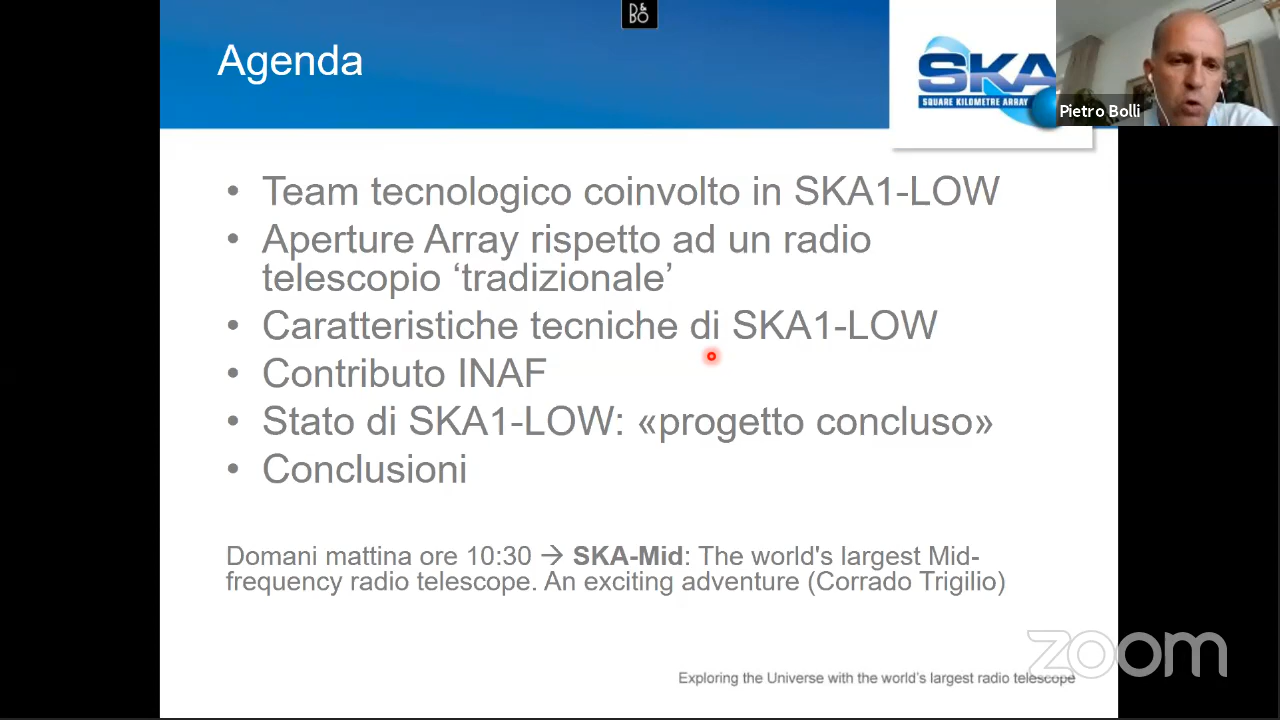 B&O
Agenda
SKA
SQUARE KILOMETRE ARRAY
Pietro Bolli
• Team tecnologico coinvolto in SKA1-LOW
• Aperture Array rispetto ad un radio
telescopio ‘tradizionale’
• Caratteristiche tecniche di SKA1-LOW
• Contributo INAF
• Stato di SKA1-LOW: «progetto concluso»
• Conclusioni
Domani mattina ore 10:30 → SKA-Mid: The world's largest Mid-
frequency radio telescope. An exciting adventure (Corrado Trigilio)
zoom
Exploring the Universe with the world's largest radio telescope